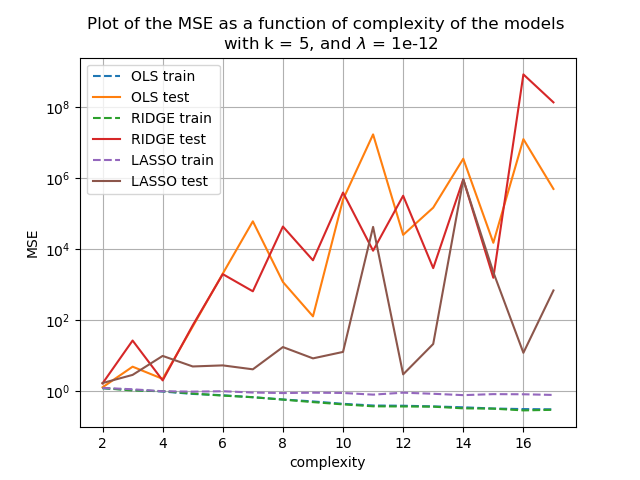 Plot of the MSE as a function of complexity of the models
with k = 5, and λ = 1e-12
OLS train
OLS test
RIDGE train
RIDGE test
LASSO train
LASSO test
10⁸
10⁶
10⁴
10²
10⁰
MSE
2 4 6 8 10 12 14 16
complexity